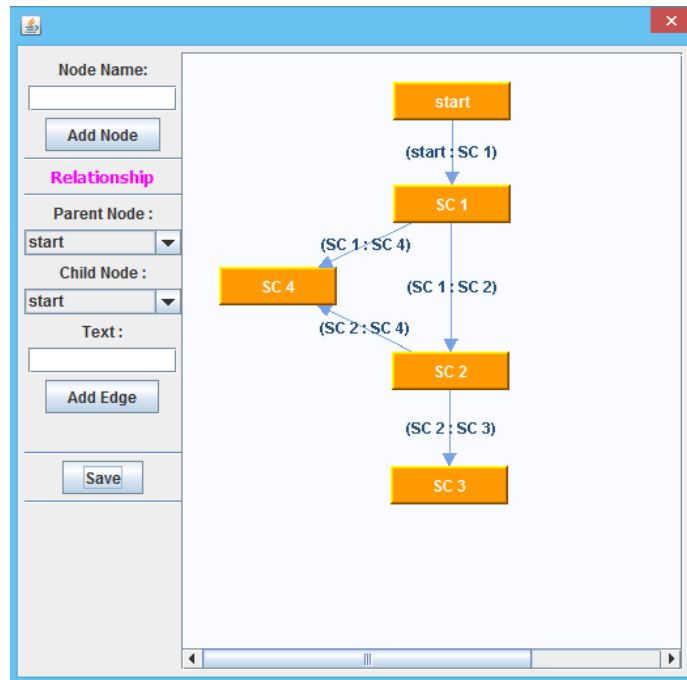 Node Name:
Add Node
Relationship
Parent Node :
start
Child Node :
start
Text :
Add Edge
Save
start
(start : SC 1)
SC 1
(SC 1 : SC 4)
SC 4
(SC 1 : SC 2)
(SC 2 : SC 4)
SC 2
(SC 2 : SC 3)
SC 3